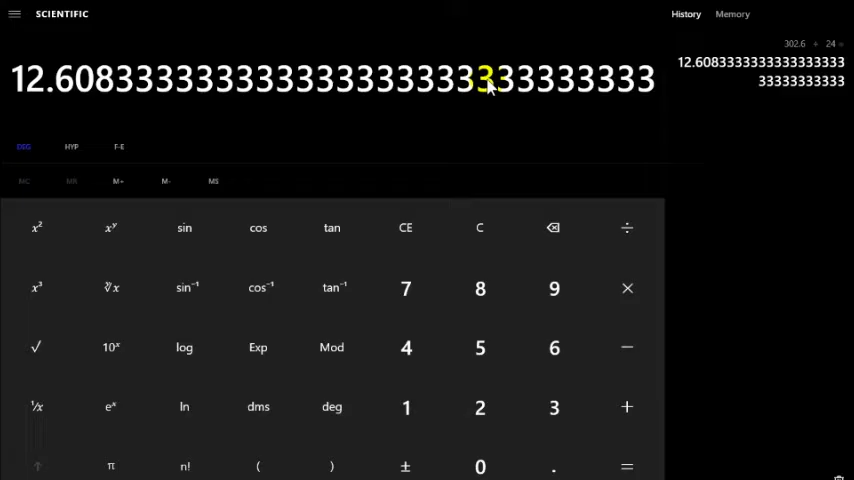 SCIENTIFIC
History Memory
302.6 ÷ 24 =
12.608333333333333333
33333333333
12.608333333333333333333333333333
DEG HYP F-E
MC MR M+ M- MS
x² xʸ sin cos tan CE C ÷
x³ ʸ√x sin⁻¹ cos⁻¹ tan⁻¹ 7 8 9 ×
√ 10ˣ log Exp Mod 4 5 6 −
¹/x eˣ ln dms deg 1 2 3 +
↑ π n! ( ) ± 0 . =